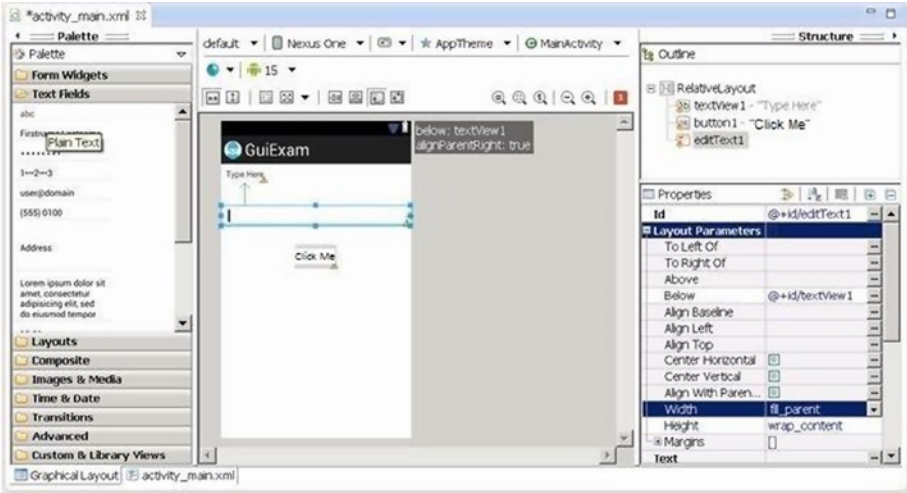 *activity_main.xml
Palette
Palette
Form Widgets
Text Fields
abc
Plain Text
1--2--3
user@domain
(555) 0100
Address
Lorem ipsum dolor sit
amet, consectetur
adipisicing elit, sed
do eiusmod tempor
Layouts
Composite
Images & Media
Time & Date
Transitions
Advanced
Custom & Library Views
default
Nexus One
AppTheme
MainActivity
15
GuiExam
Type Here
Click Me
below: textView1
alignParentRight: true
Structure
Outline
RelativeLayout
textView1 - "Type Here"
button1 - "Click Me"
editText1
Properties
Id @+id/editText1
Layout Parameters
To Left Of
To Right Of
Above
Below @+id/textView1
Align Baseline
Align Left
Align Top
Center Horizontal
Center Vertical
Align With Paren...
Width fill_parent
Height wrap_content
Margins []
Text
Graphical Layout
activity_main.xml